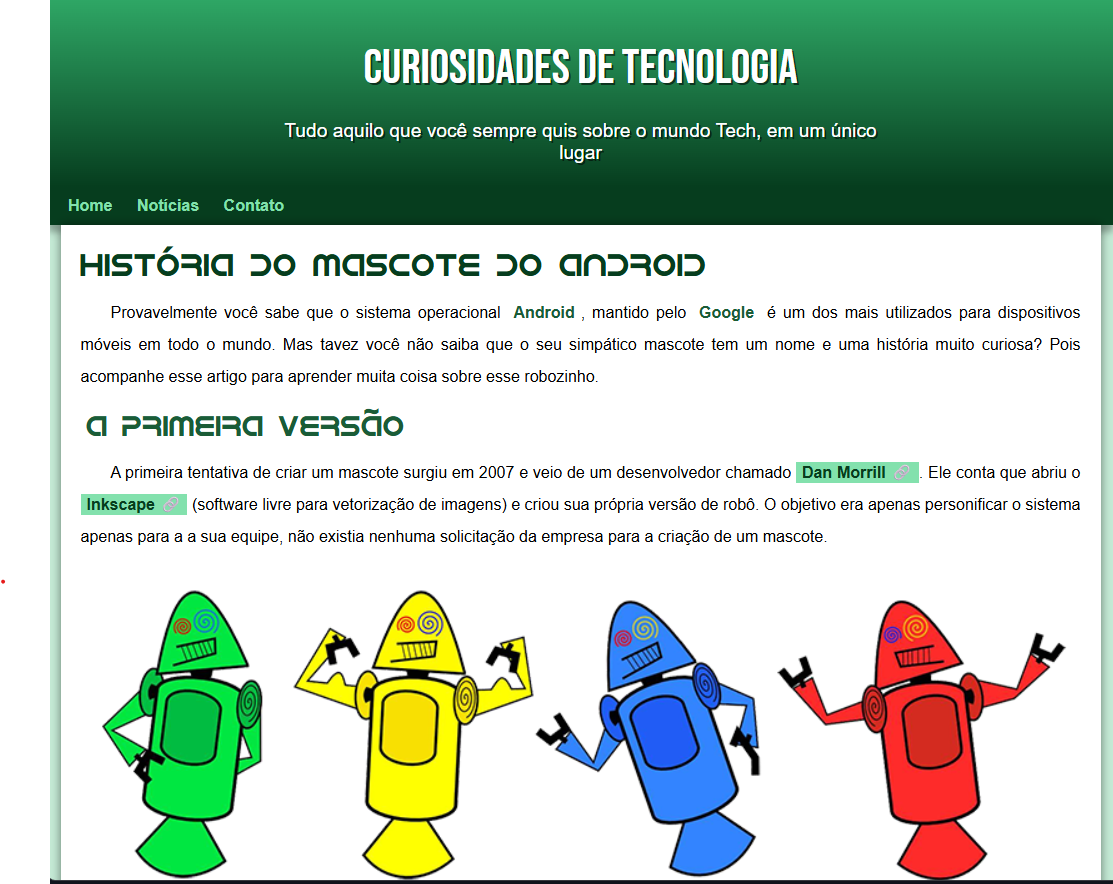 CURIOSIDADES DE TECNOLOGIA
Tudo aquilo que você sempre quis sobre o mundo Tech, em um único
lugar
Home Notícias Contato
HISTÓRIA DO MASCOTE DO ANDROID
Provavelmente você sabe que o sistema operacional Android , mantido pelo Google é um dos mais utilizados para dispositivos
móveis em todo o mundo. Mas tavez você não saiba que o seu simpático mascote tem um nome e uma história muito curiosa? Pois
acompanhe esse artigo para aprender muita coisa sobre esse robozinho.
A PRIMEIRA VERSÃO
A primeira tentativa de criar um mascote surgiu em 2007 e veio de um desenvolvedor chamado Dan Morrill 🔗. Ele conta que abriu o
Inkscape 🔗 (software livre para vetorização de imagens) e criou sua própria versão de robô. O objetivo era apenas personificar o sistema
apenas para a a sua equipe, não existia nenhuma solicitação da empresa para a criação de um mascote.